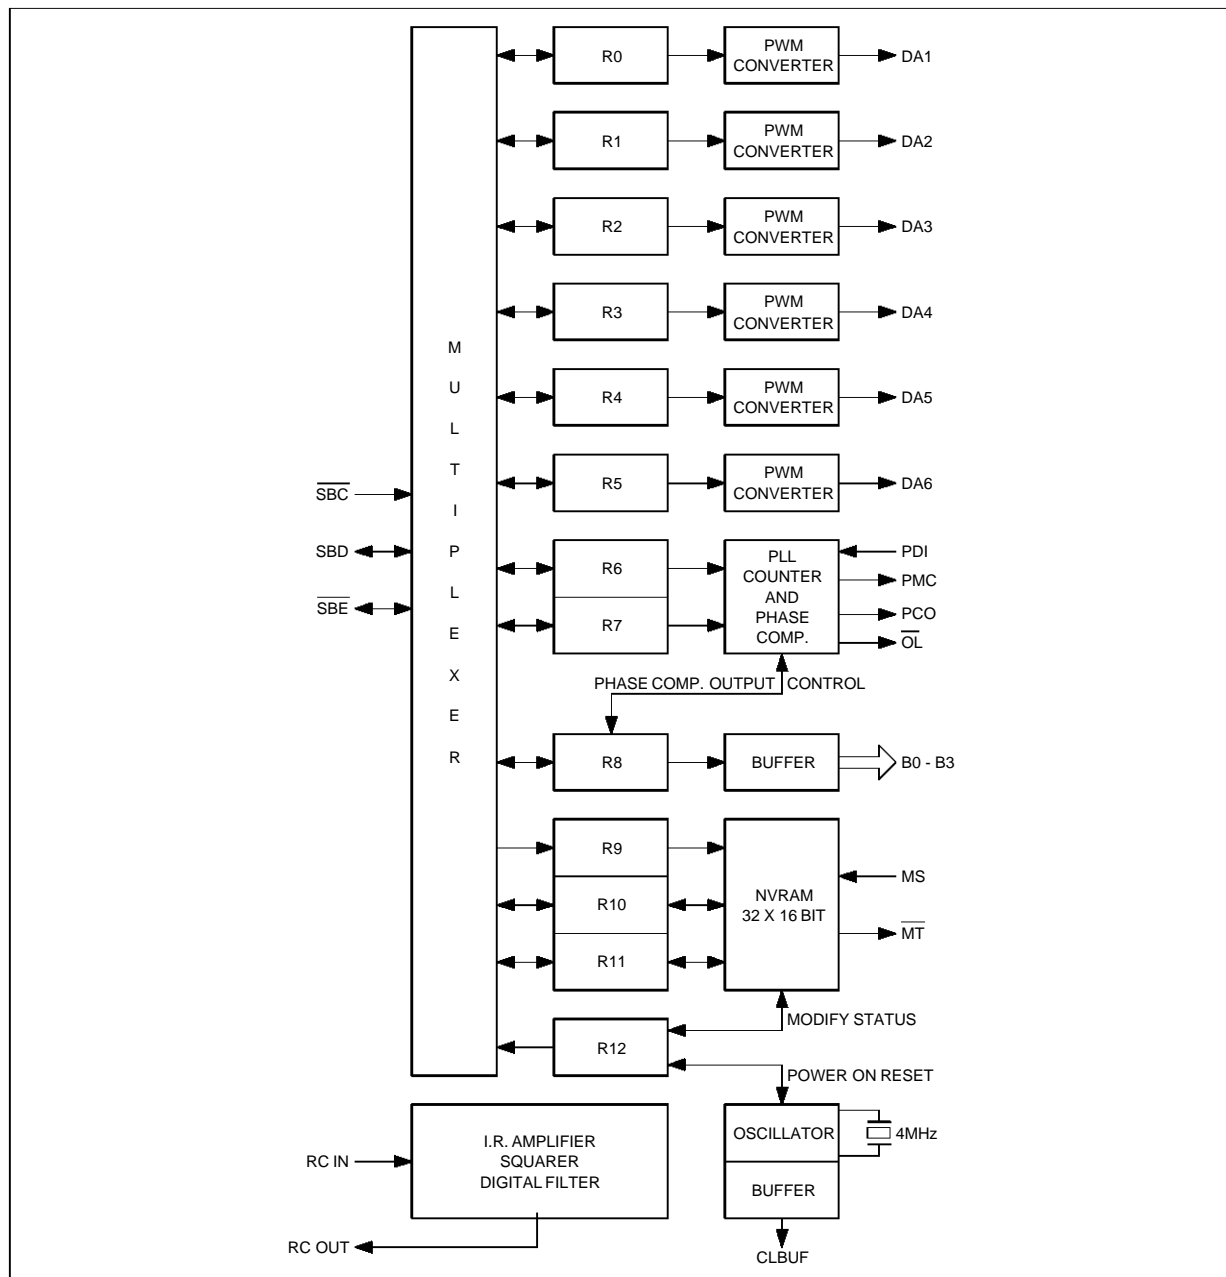 R0
PWM
CONVERTER
DA1
R1
PWM
CONVERTER
DA2
R2
PWM
CONVERTER
DA3
R3
PWM
CONVERTER
DA4
R4
PWM
CONVERTER
DA5
R5
PWM
CONVERTER
DA6
M
U
L
T
I
P
L
E
X
E
R
SBC
SBD
SBE
R6
R7
PLL
COUNTER
AND
PHASE
COMP.
PDI
PMC
PCO
OL
PHASE COMP. OUTPUT CONTROL
R8
BUFFER
B0 - B3
R9
R10
R11
NVRAM
32 X 16 BIT
MS
MT
MODIFY STATUS
R12
POWER ON RESET
I.R. AMPLIFIER
SQUARER
DIGITAL FILTER
RC IN
RC OUT
OSCILLATOR
4MHz
BUFFER
CLBUF